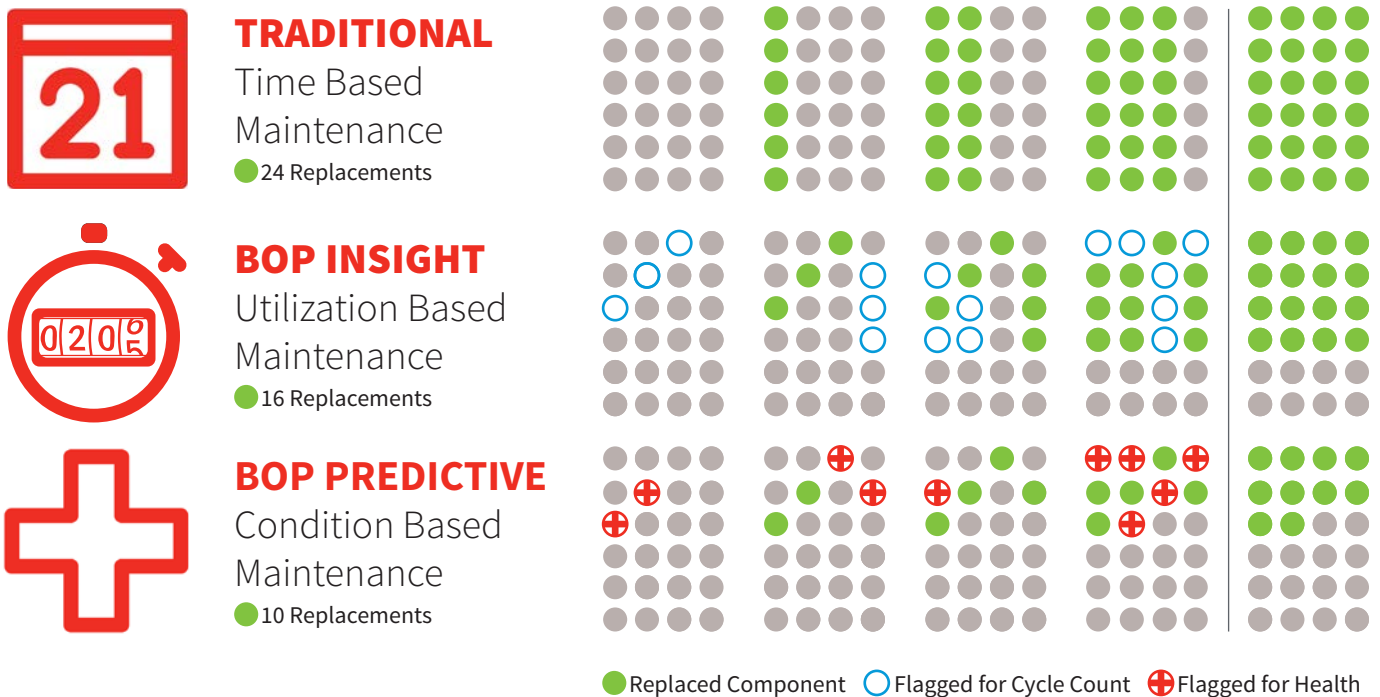 21
TRADITIONAL
Time Based
Maintenance
24 Replacements
BOP INSIGHT
Utilization Based
Maintenance
16 Replacements
020
BOP PREDICTIVE
Condition Based
Maintenance
10 Replacements
Replaced Component Flagged for Cycle Count Flagged for Health